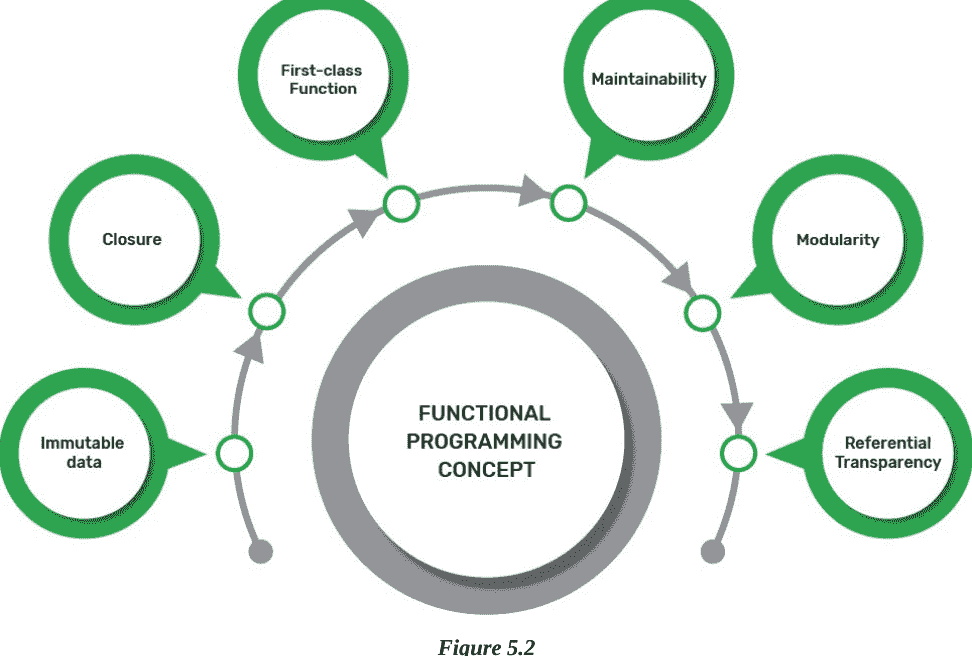 First-class
Function
Maintainability
Closure
Modularity
Immutable
data
FUNCTIONAL
PROGRAMMING
CONCEPT
Referential
Transparency
Figure 5.2